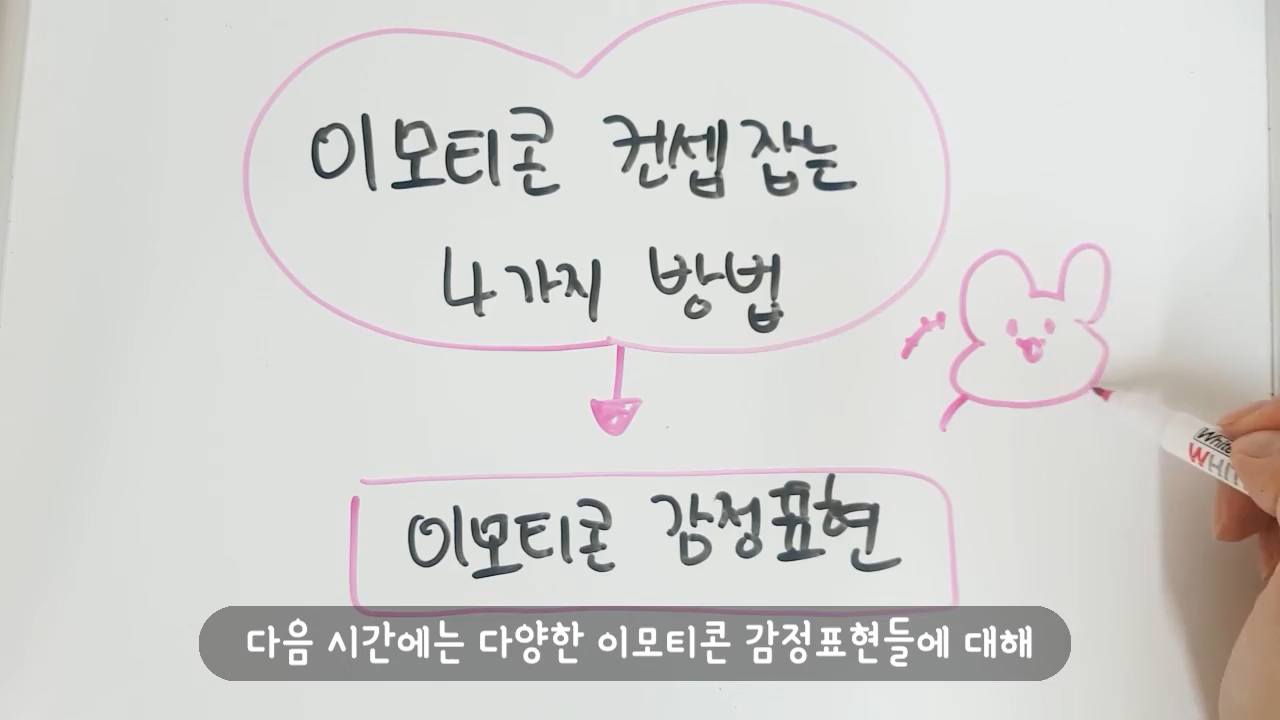 이모티콘 컨셉 잡는
4가지 방법
이모티콘 감정표현
다음 시간에는 다양한 이모티콘 감정표현들에 대해
White
WHI